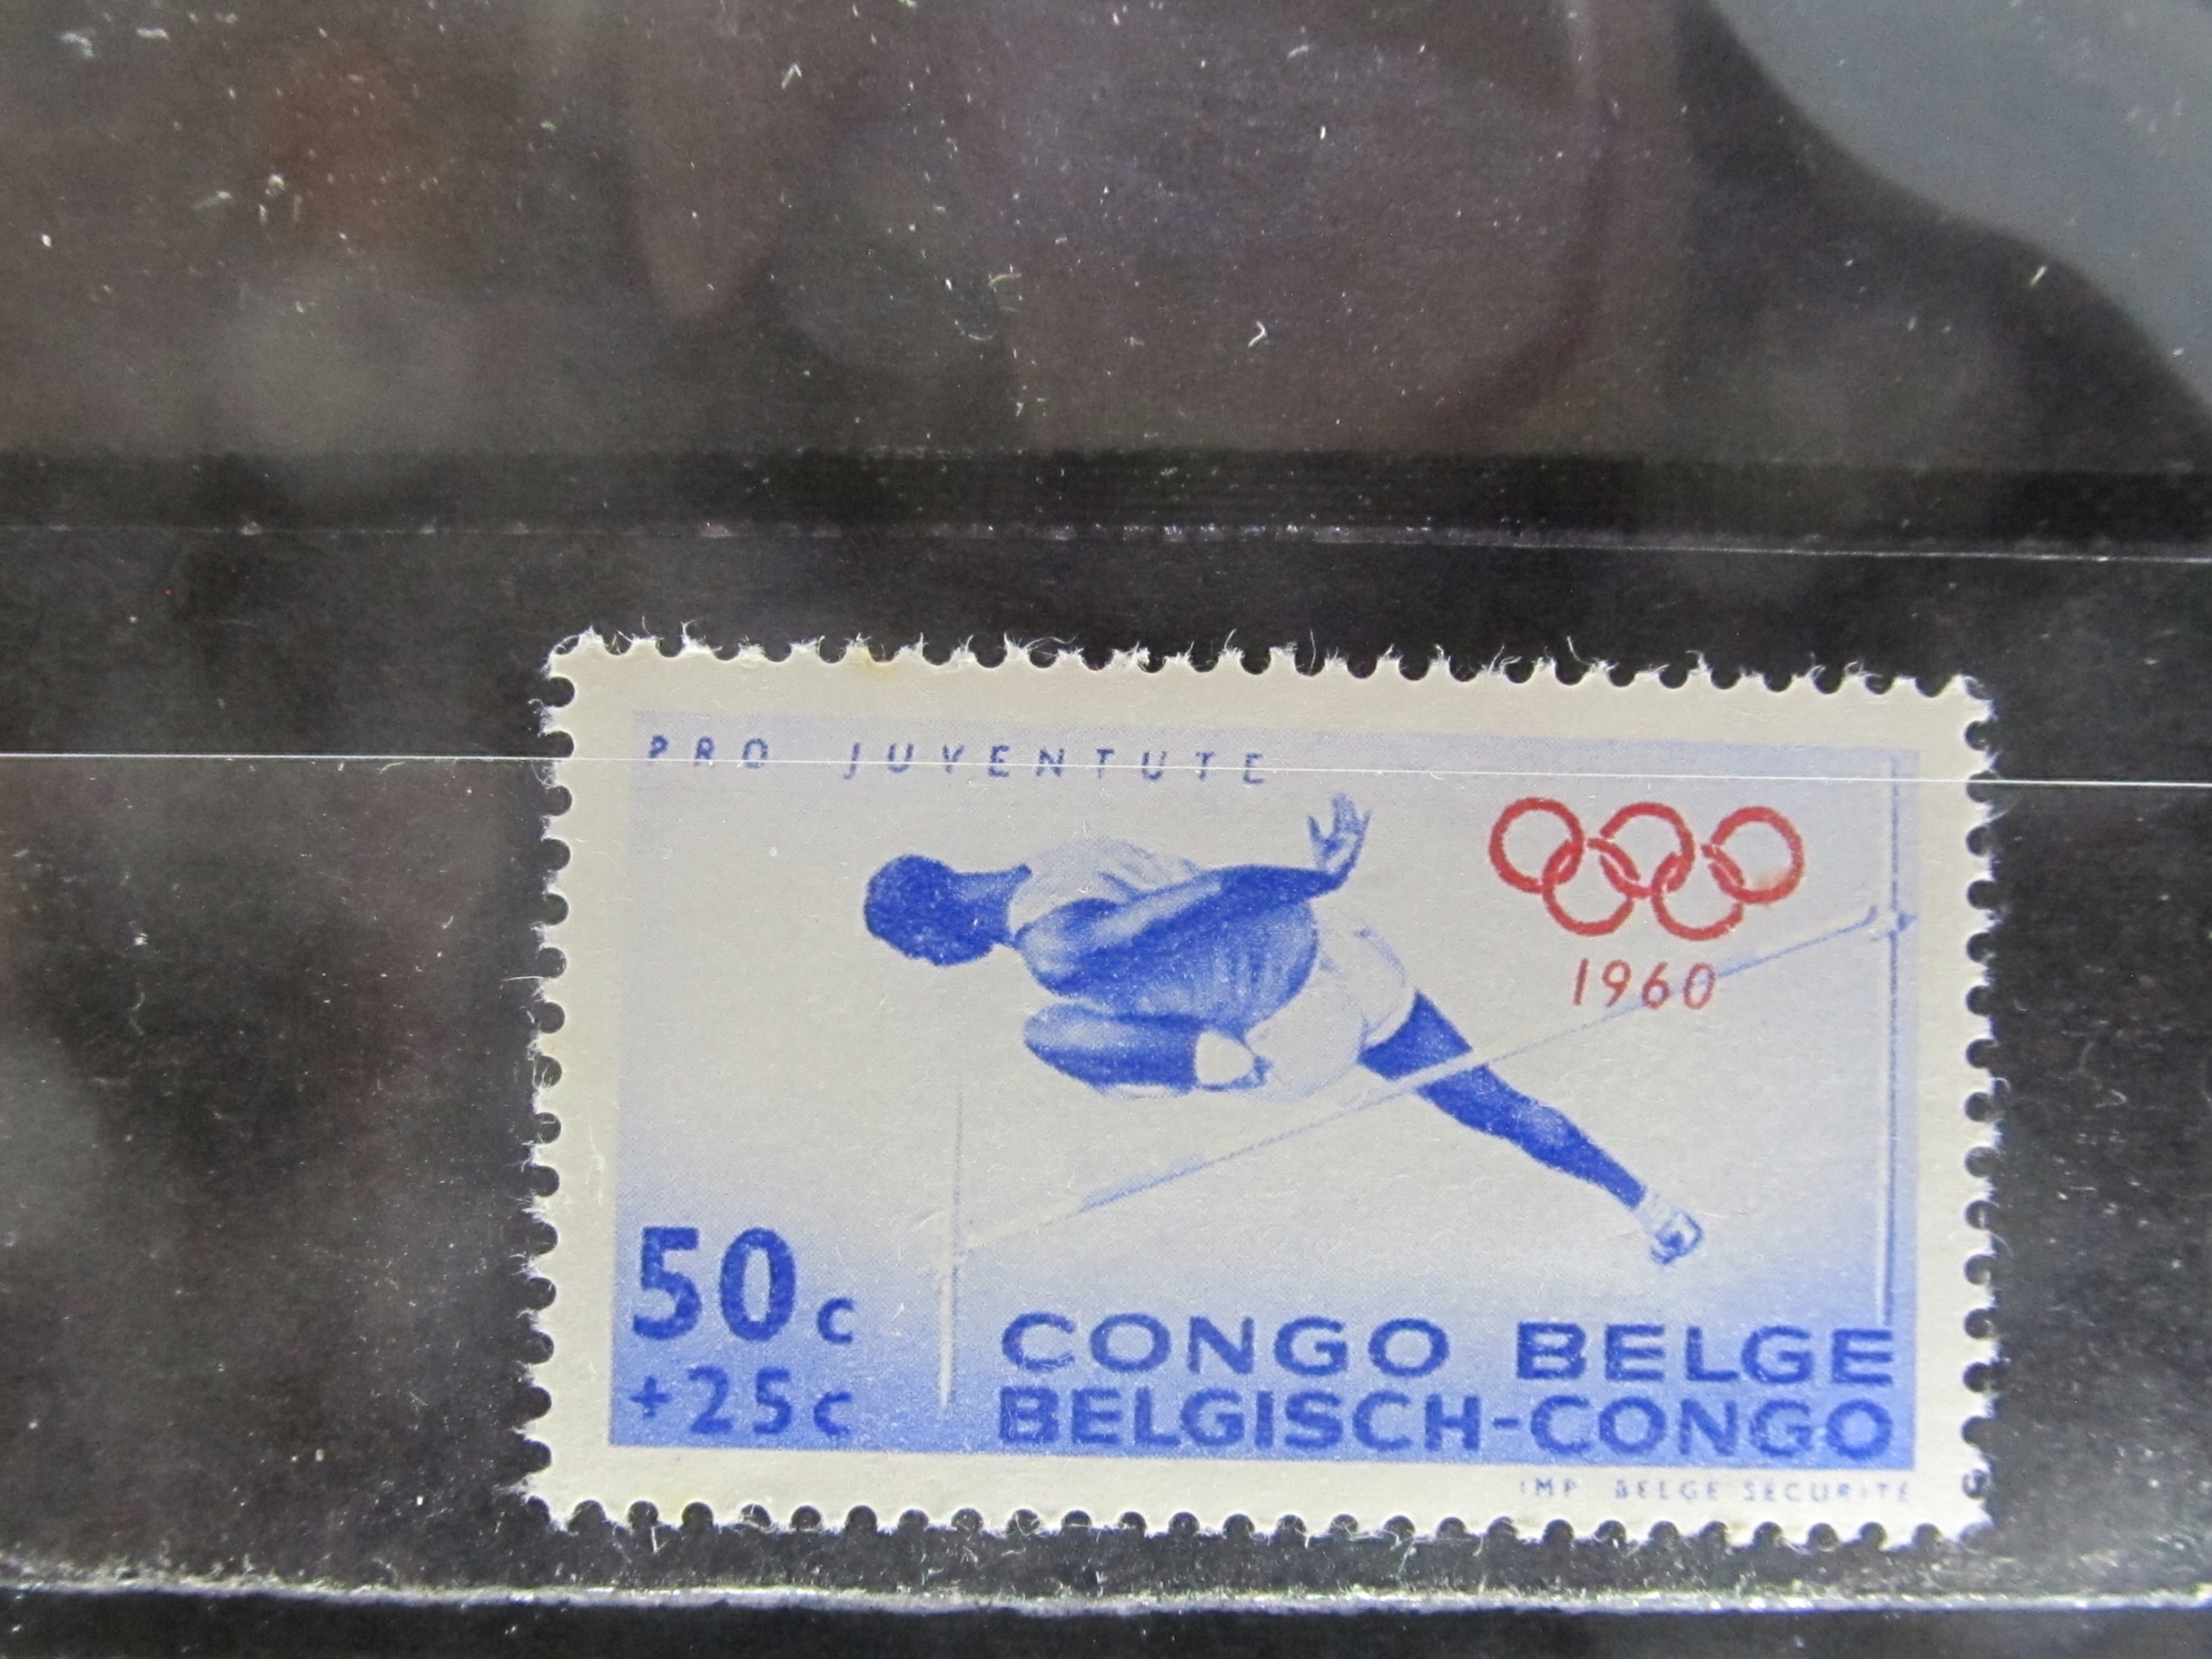 PRO JUVENTUTE
1960
50c
+25c
CONGO BELGE
BELGISCH-CONGO
IMP BELGE SECURITE